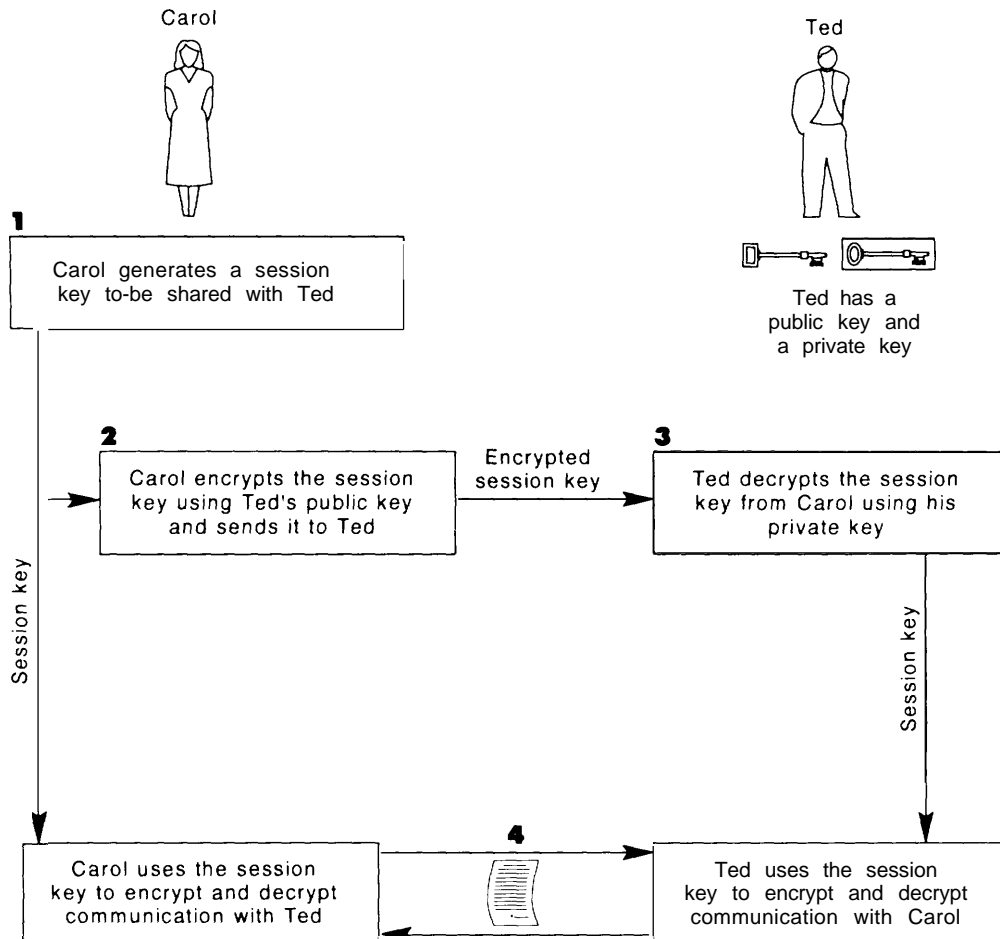 Carol
Ted
1
Carol generates a session
key to-be shared with Ted
Ted has a
public key and
a private key
2
Carol encrypts the session
key using Ted's public key
and sends it to Ted
Encrypted
session key
3
Ted decrypts the session
key from Carol using his
private key
Session key
Session key
4
Carol uses the session
key to encrypt and decrypt
communication with Ted
Ted uses the session
key to encrypt and decrypt
communication with Carol